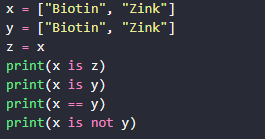 x = ["Biotin", "Zink"]
y = ["Biotin", "Zink"]
z = x
print(x is z)
print(x is y)
print(x == y)
print(x is not y)